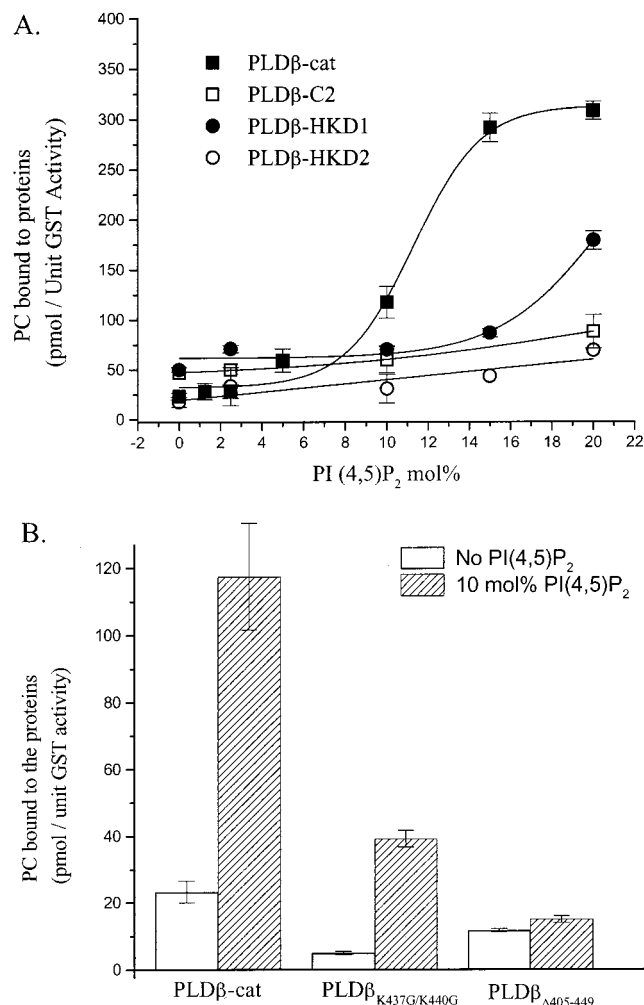 A.
PC bound to proteins
(pmol / Unit GST Activity)
400
350
300
250
200
150
100
50
0
PLDβ-cat
PLDβ-C2
PLDβ-HKD1
PLDβ-HKD2
-2 0 2 4 6 8 10 12 14 16 18 20 22
PI (4,5)P₂ mol%
B.
PC bound to the proteins
(pmol / unit GST activity)
120
100
80
60
40
20
0
No PI(4,5)P₂
10 mol% PI(4,5)P₂
PLDβ-cat PLDβK437G/K440G PLDβΔ405-449